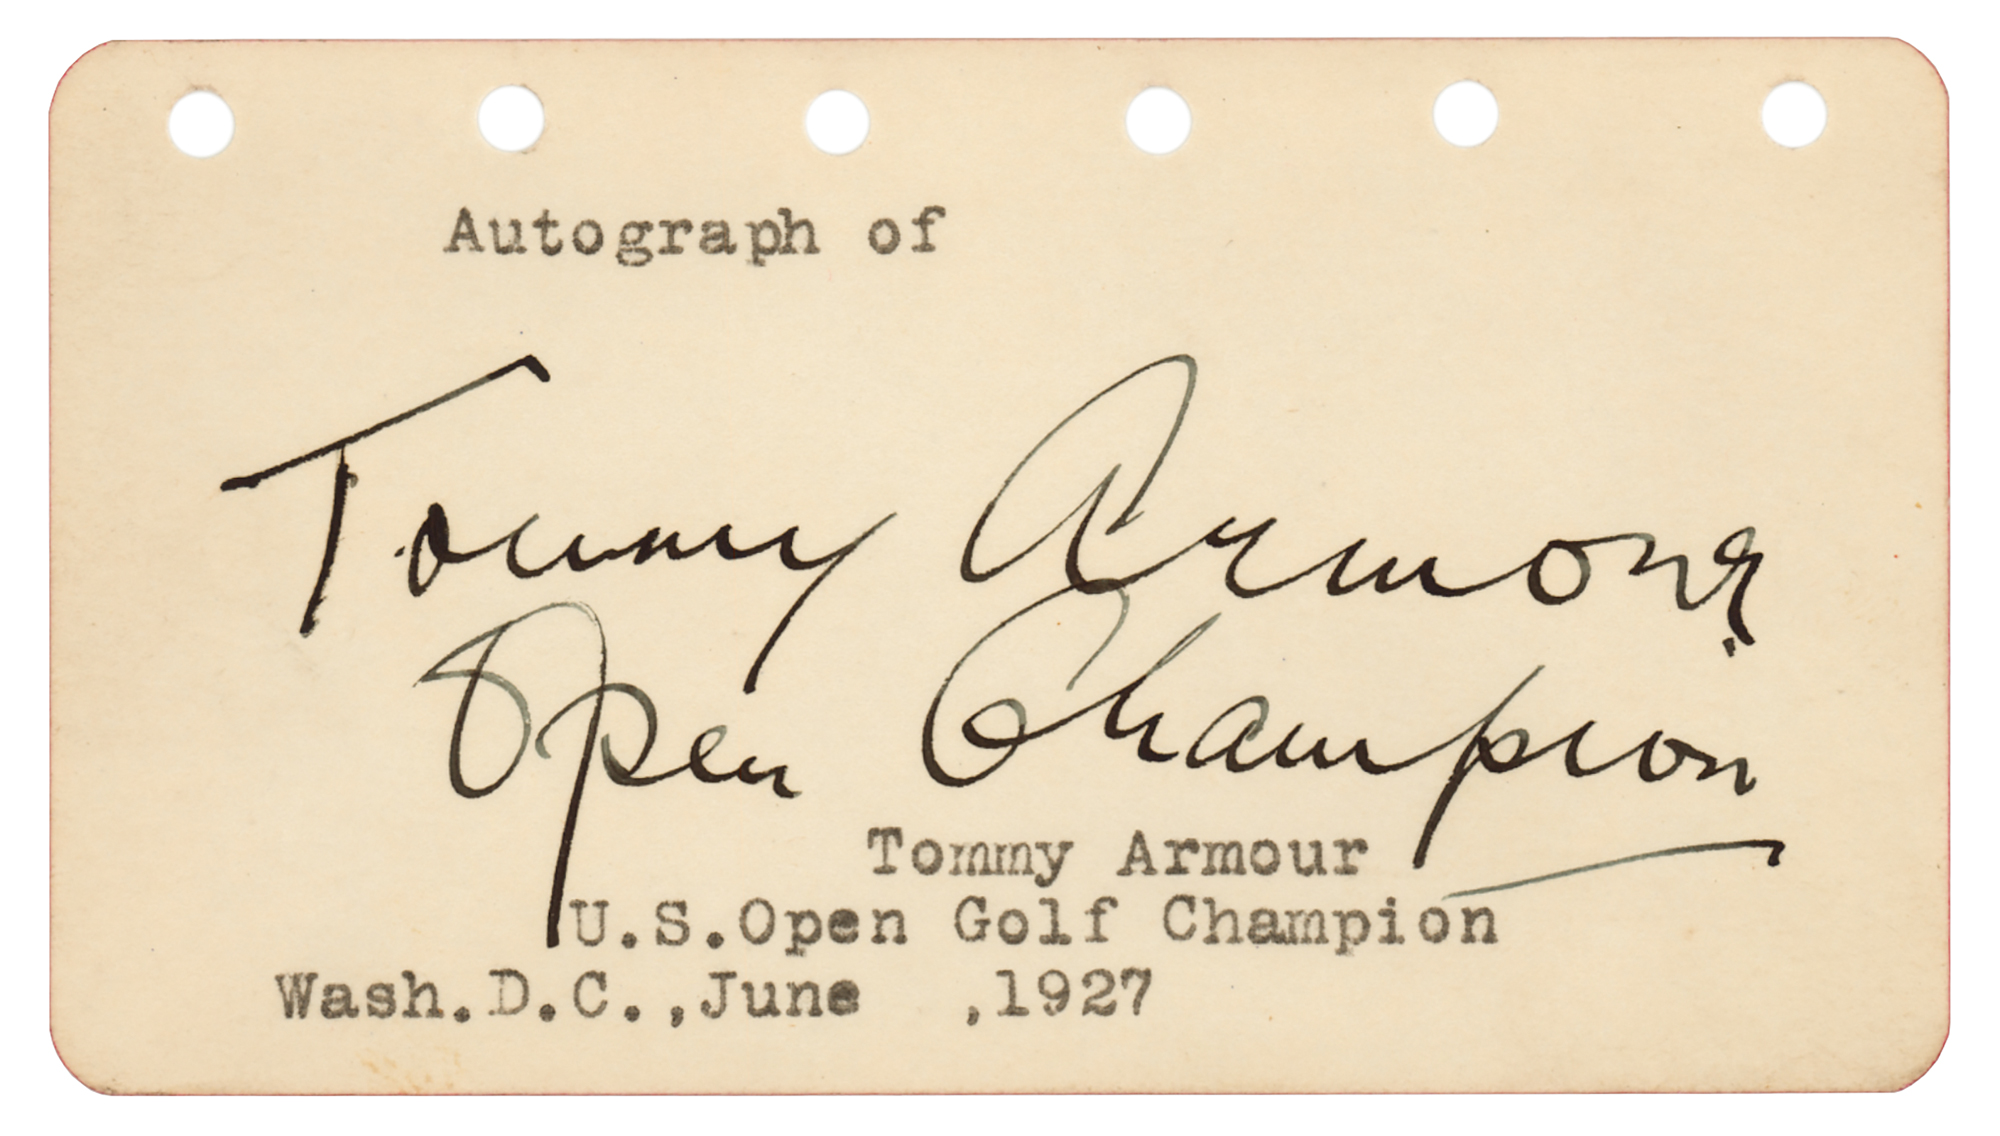 Autograph of
Tommy Armour
Open Champion
Tommy Armour
U.S.Open Golf Champion
Wash.D.C.,June ,1927